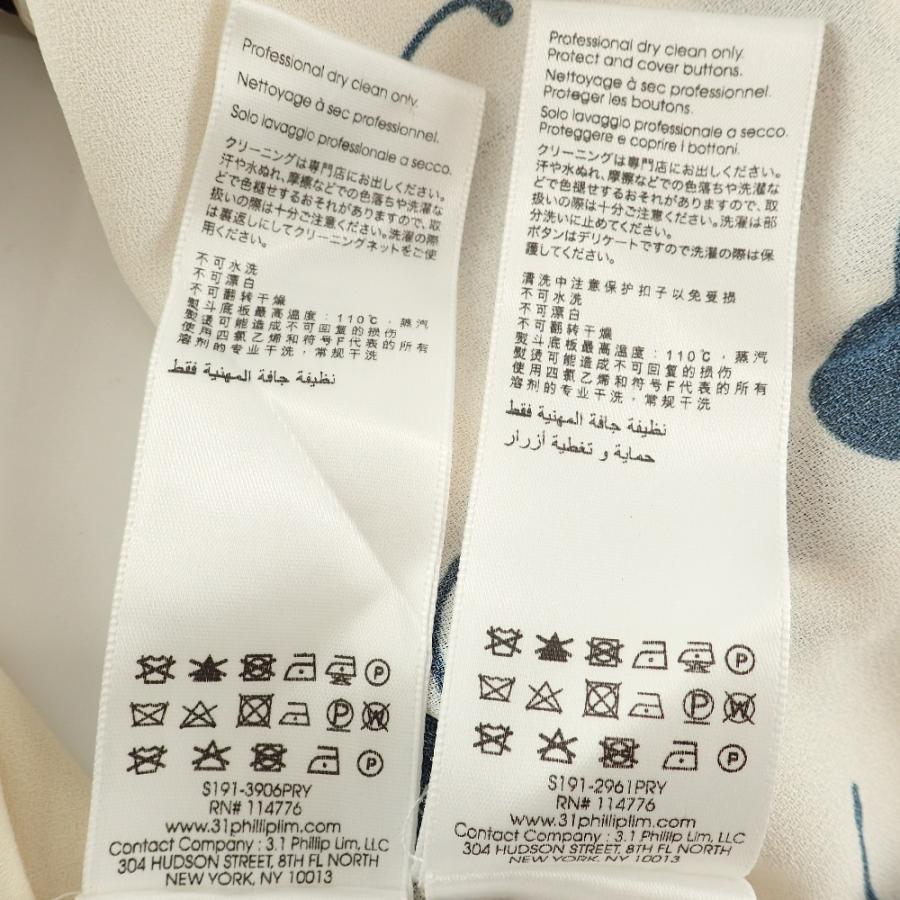 Professional dry clean only.
Nettoyage à sec professionnel.
Solo lavaggio professionale a secco.
クリーニングは専門店にお出しください。
汗や水ぬれ、摩擦などでの色落ちや洗濯な
どで色褪せするおそれがありますので、取
扱いの際は十分ご注意ください。洗濯の際
は裏返しにしてクリーニングネットをご使
用ください。
不可水洗
不可漂白
不可翻转干燥
熨斗底板最高温度:110℃,蒸汽
熨烫可能造成不可回复的损伤
使用四氯乙烯和符号F代表的所有
溶剂的专业干洗,常规干洗
نظيفة جافة المهنية فقط
P
P W
P
S191-3906PRY
RN# 114776
www.31philliplim.com
Contact Company : 3.1 Phillip Lim, LLC
304 HUDSON STREET, 8TH FL NORTH
NEW YORK, NY 10013
Professional dry clean only.
Protect and cover buttons.
Nettoyage à sec professionnel.
Proteger les boutons.
Solo lavaggio professionale a secco.
Proteggere e coprire i bottoni.
クリーニングは専門店にお出しください。
汗や水ぬれ、摩擦などでの色落ちや洗濯な
どで色褪せするおそれがありますので、取
扱いの際は十分ご注意ください。洗濯は部
分洗いに止めてください。
ボタンはデリケートですので洗濯の際は保
護してください。
清洗中注意保护扣子以免受损
不可水洗
不可漂白
不可翻转干燥
熨斗底板最高温度:110℃,蒸汽
熨烫可能造成不可回复的损伤
使用四氯乙烯和符号F代表的所有
溶剂的专业干洗,常规干洗
نظيفة جافة المهنية فقط
حماية و تغطية أزرار
P
P W
P
S191-2961PRY
RN# 114776
www.31philliplim.com
Contact Company : 3.1 Phillip Lim, LLC
304 HUDSON STREET, 8TH FL NORTH
NEW YORK, NY 10013